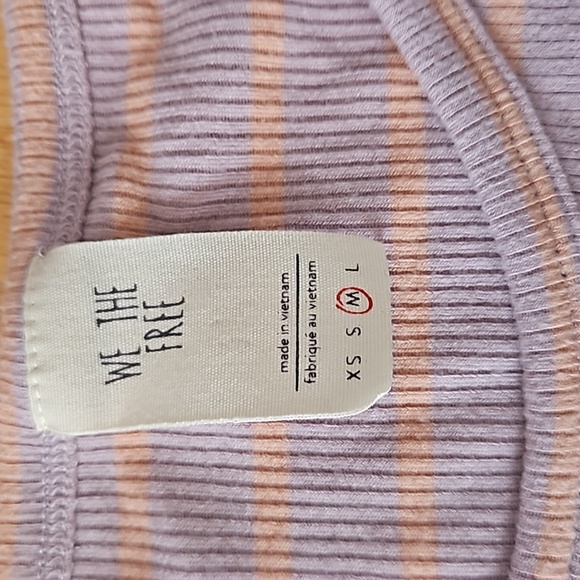 WE THE
FREE
made in vietnam
fabriqué au vietnam
XS S M L